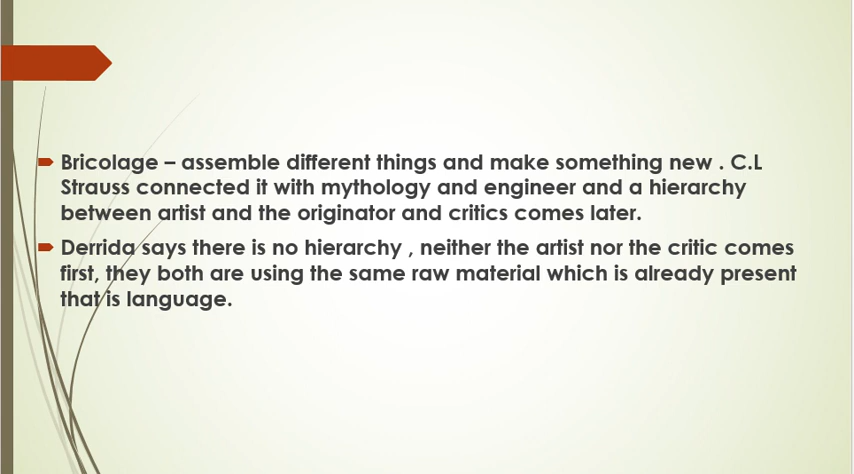 Bricolage – assemble different things and make something new . C.L
Strauss connected it with mythology and engineer and a hierarchy
between artist and the originator and critics comes later.
Derrida says there is no hierarchy , neither the artist nor the critic comes
first, they both are using the same raw material which is already present
that is language.